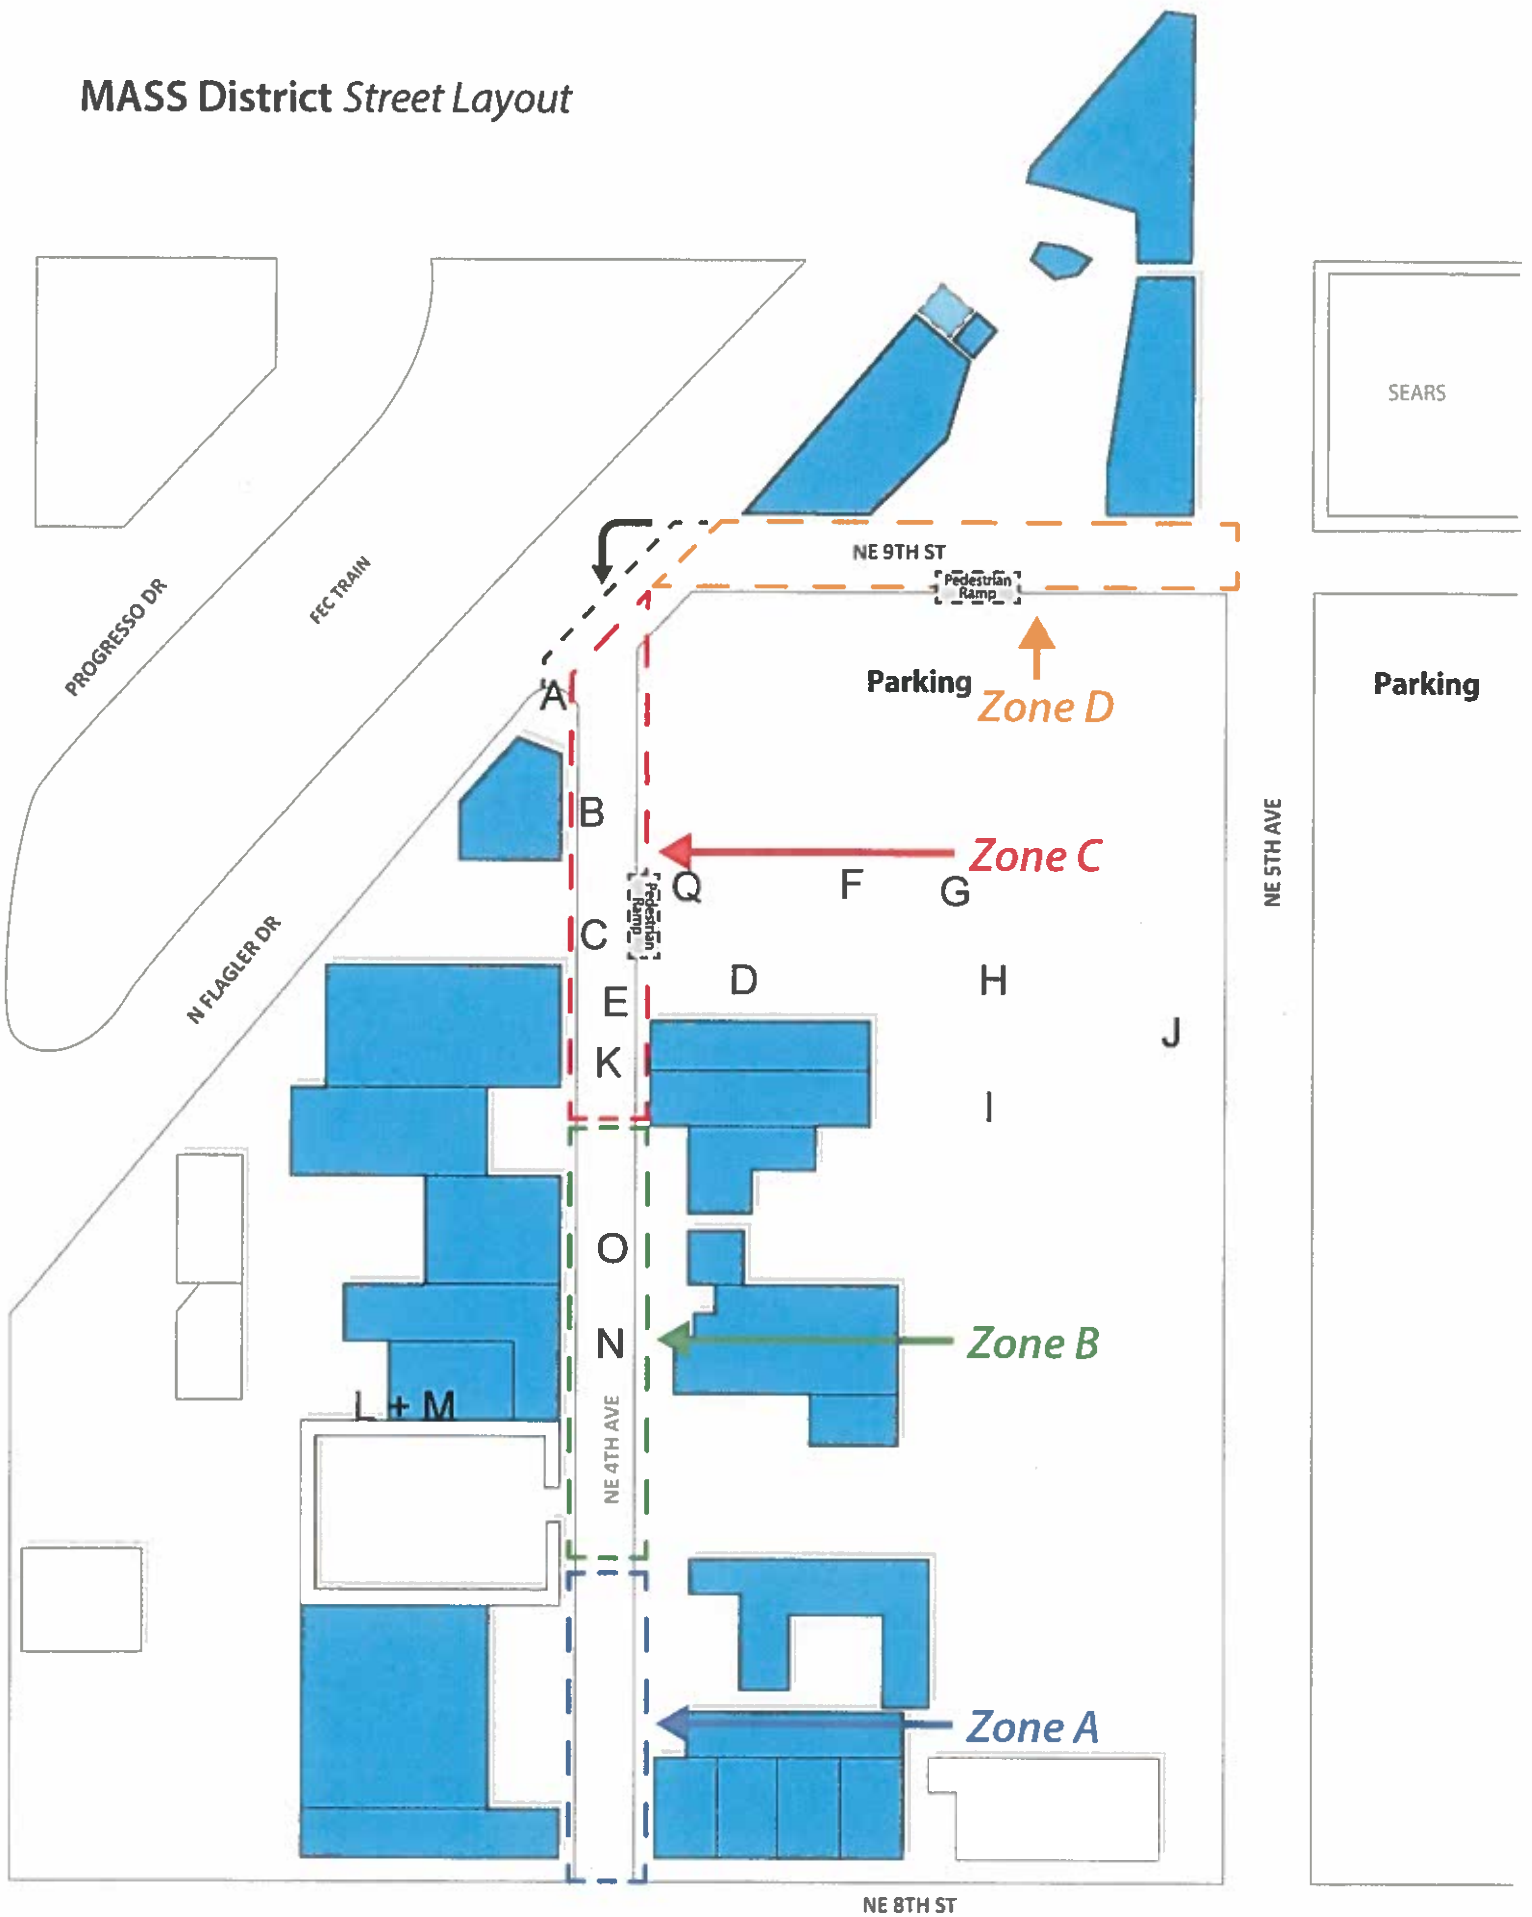 MASS District Street Layout
SEARS
NE 9TH ST
Pedestrian
Ramp
PROGRESSO DR
FEC TRAIN
Parking
Zone D
Parking
A
B
NE 5TH AVE
Zone C
Q
F
G
Pedestrian
Ramp
C
N FLAGLER DR
D
H
E
J
K
I
O
N
Zone B
L + M
NE 4TH AVE
Zone A
NE 8TH ST